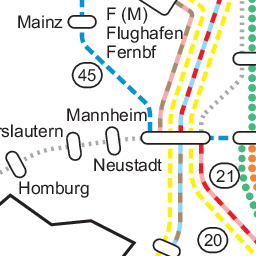 Mainz
F (M)
Flughafen
Fernbf
45
Mannheim
rslautern
Neustadt
Homburg
21
20